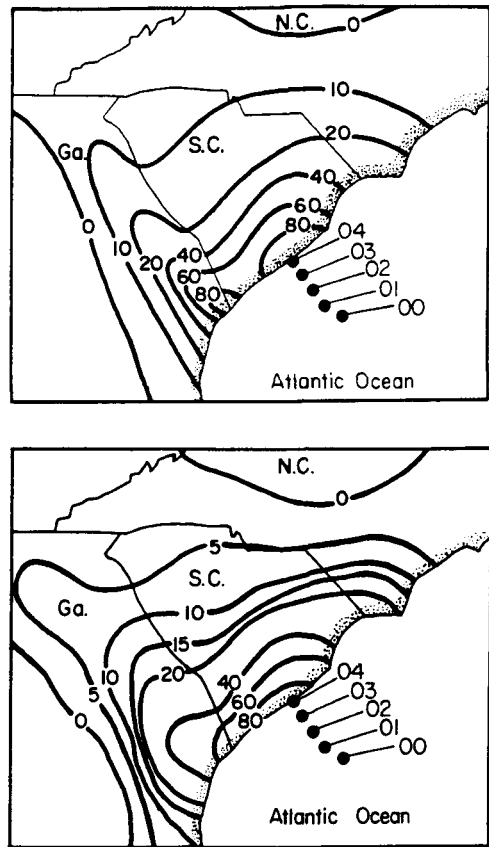 N.C. 0
10
Ga. S.C.
20
0 40
60
10 80
04
20 40 03
60 02
80 01
00
Atlantic Ocean
N.C.
0
5
S.C.
Ga. 10
15
10 20
5 40 04
0 60 03
80 02
01
00
Atlantic Ocean